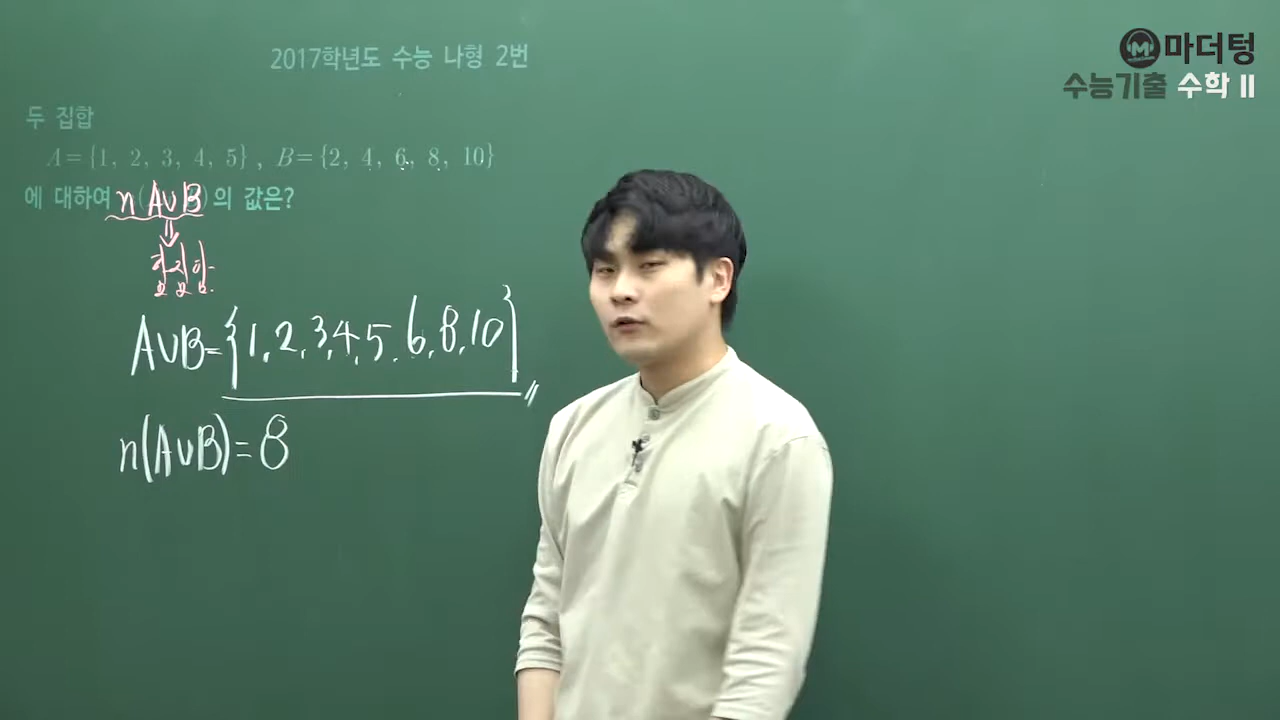 2017학년도 수능 나형 2번
마더텅
수능기출 수학 II
두 집합
A={1, 2, 3, 4, 5}, B={2, 4, 6, 8, 10}
에 대하여 n(A∪B)의 값은?
합집합
A∪B={1,2,3,4,5,6,8,10}
n(A∪B)=8